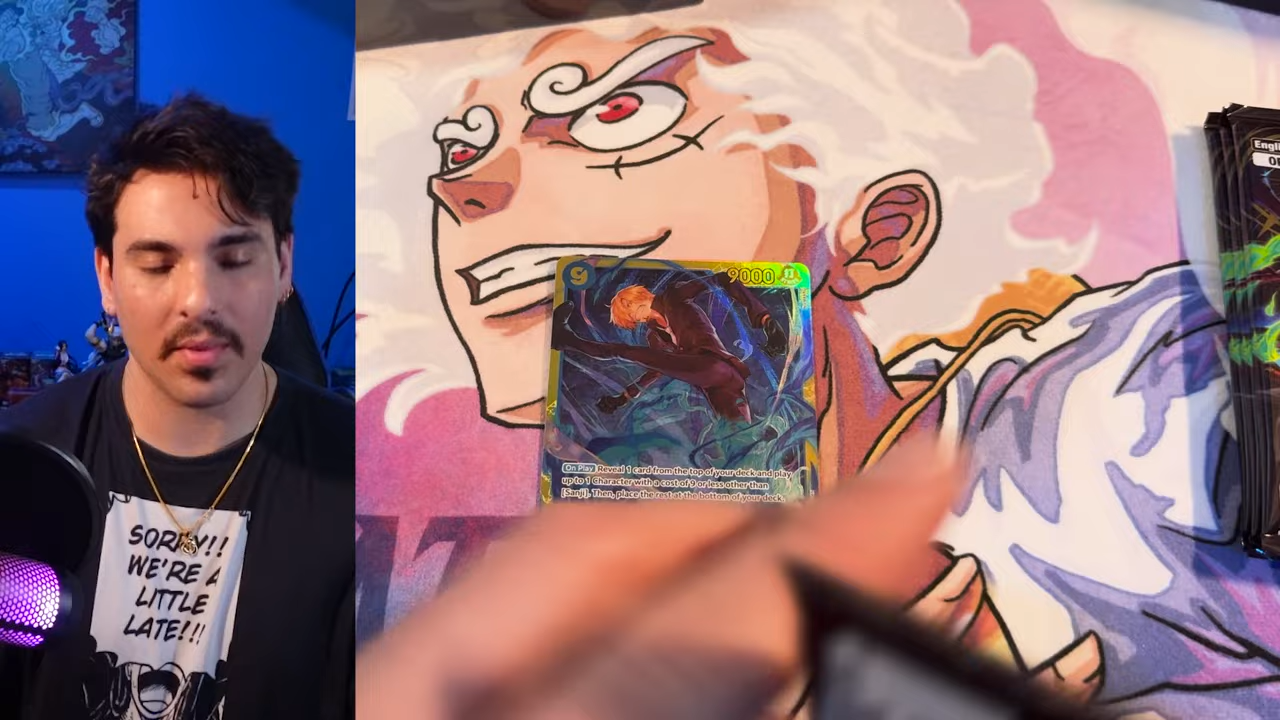 SORRY!!
WE'RE A
LITTLE
LATE!!!
9
9000
On Play Reveal 1 card from the top of your deck and play
up to 1 Character with a cost of 9 or less other than
[Sanji]. Then, place the rest at the bottom of your deck.